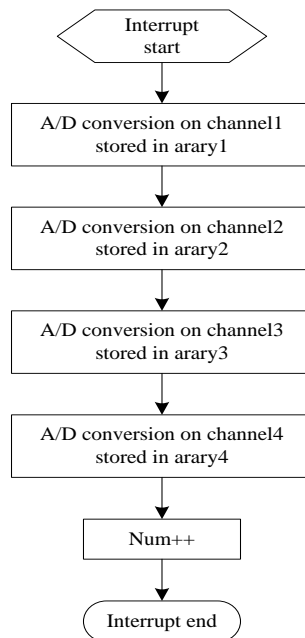 Interrupt
start
A/D conversion on channel1
stored in arary1
A/D conversion on channel2
stored in arary2
A/D conversion on channel3
stored in arary3
A/D conversion on channel4
stored in arary4
Num++
Interrupt end